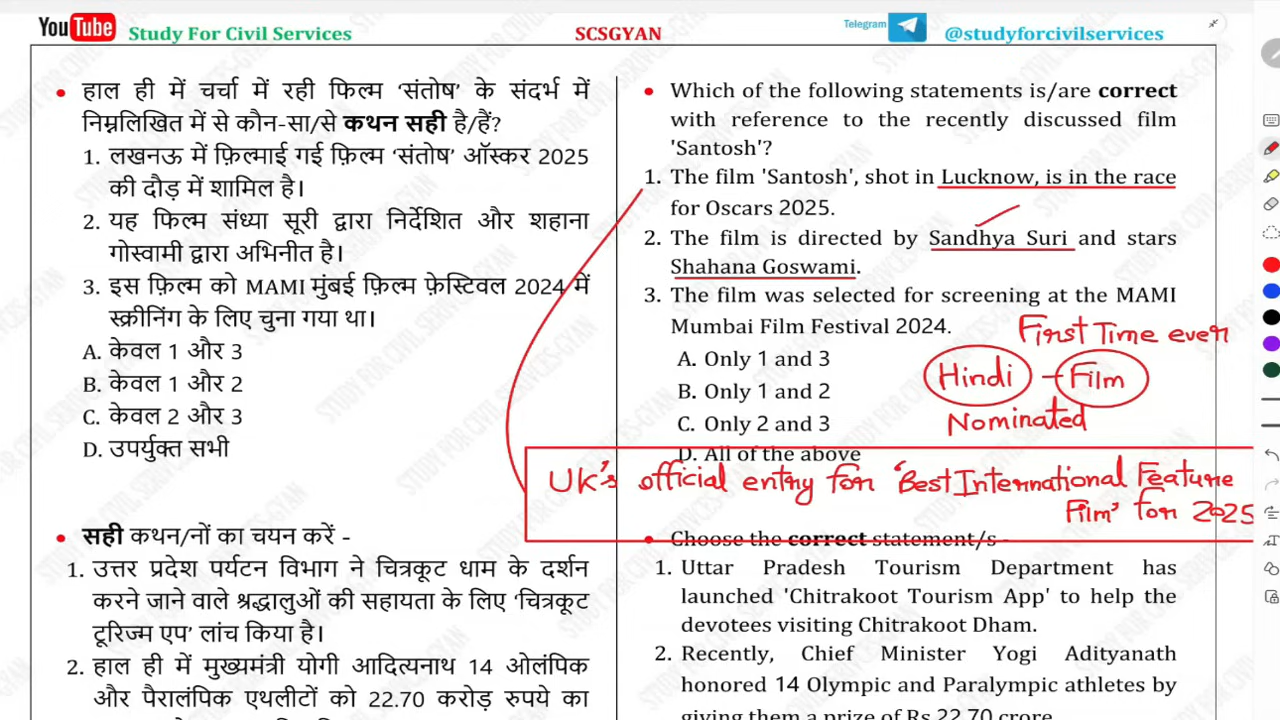 YouTube Study For Civil Services
SCSGYAN
Telegram
@studyforcivilservices
• हाल ही में चर्चा में रही फिल्म ‘संतोष’ के संदर्भ में
निम्नलिखित में से कौन-सा/से कथन सही है/हैं?
1. लखनऊ में फ़िल्माई गई फ़िल्म ‘संतोष’ ऑस्कर 2025
की दौड़ में शामिल है।
2. यह फिल्म संध्या सूरी द्वारा निर्देशित और शहाना
गोस्वामी द्वारा अभिनीत है।
3. इस फ़िल्म को MAMI मुंबई फ़िल्म फ़ेस्टिवल 2024 में
स्क्रीनिंग के लिए चुना गया था।
A. केवल 1 और 3
B. केवल 1 और 2
C. केवल 2 और 3
D. उपर्युक्त सभी
• सही कथन/नों का चयन करें -
1. उत्तर प्रदेश पर्यटन विभाग ने चित्रकूट धाम के दर्शन
करने जाने वाले श्रद्धालुओं की सहायता के लिए ‘चित्रकूट
टूरिज्म एप’ लांच किया है।
2. हाल ही में मुख्यमंत्री योगी आदित्यनाथ 14 ओलंपिक
और पैरालंपिक एथलीटों को 22.70 करोड़ रुपये का
• Which of the following statements is/are correct
with reference to the recently discussed film
'Santosh'?
1. The film 'Santosh', shot in Lucknow, is in the race
for Oscars 2025.
2. The film is directed by Sandhya Suri and stars
Shahana Goswami.
3. The film was selected for screening at the MAMI
Mumbai Film Festival 2024.
First Time ever
A. Only 1 and 3
Hindi - Film
B. Only 1 and 2
C. Only 2 and 3
Nominated
D. All of the above
UK's official entry for 'Best International Feature
Film' for 2025
• Choose the correct statement/s -
1. Uttar Pradesh Tourism Department has
launched 'Chitrakoot Tourism App' to help the
devotees visiting Chitrakoot Dham.
2. Recently, Chief Minister Yogi Adityanath
honored 14 Olympic and Paralympic athletes by
giving them a prize of Rs 22.70 crore.